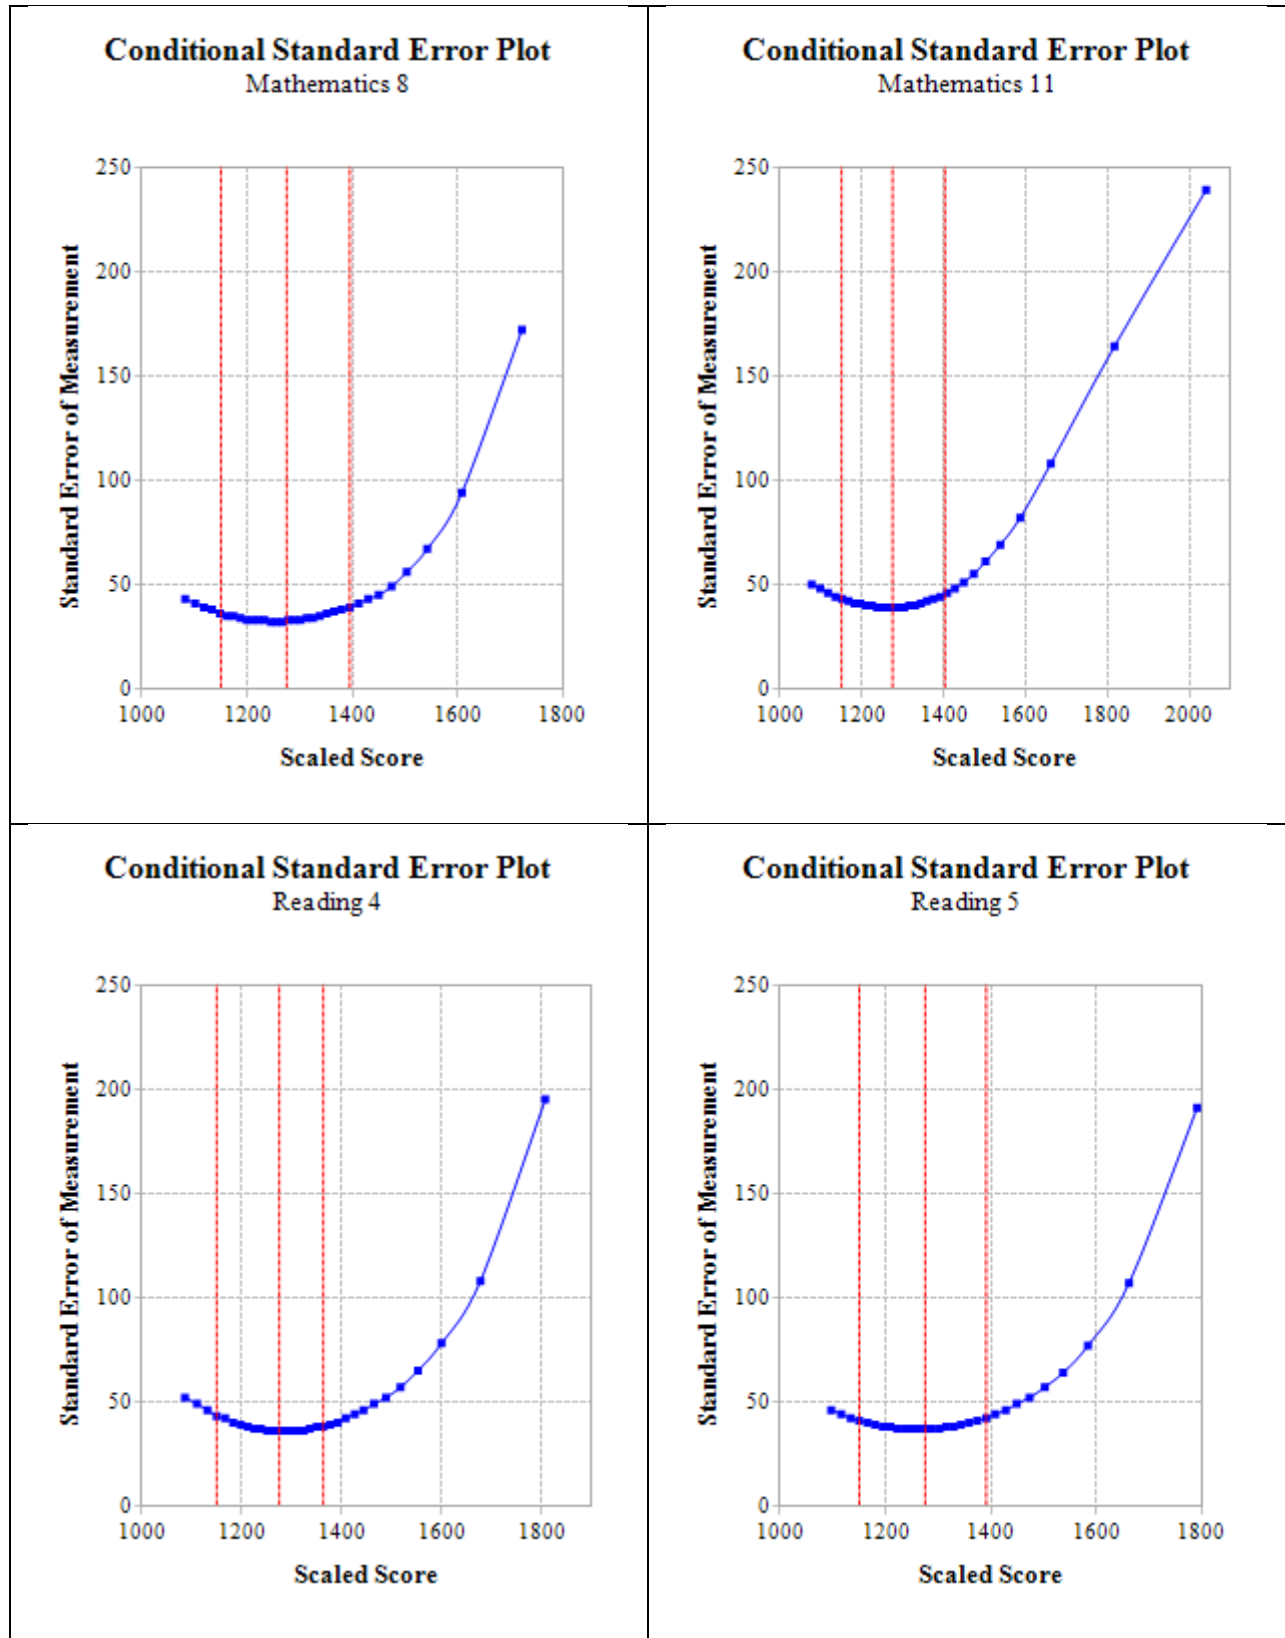 Conditional Standard Error Plot
Mathematics 8
250
200
150
100
50
0
Standard Error of Measurement
1000 1200 1400 1600 1800
Scaled Score
Conditional Standard Error Plot
Mathematics 11
250
200
150
100
50
0
Standard Error of Measurement
1000 1200 1400 1600 1800 2000
Scaled Score
Conditional Standard Error Plot
Reading 4
250
200
150
100
50
0
Standard Error of Measurement
1000 1200 1400 1600 1800
Scaled Score
Conditional Standard Error Plot
Reading 5
250
200
150
100
50
0
Standard Error of Measurement
1000 1200 1400 1600 1800
Scaled Score